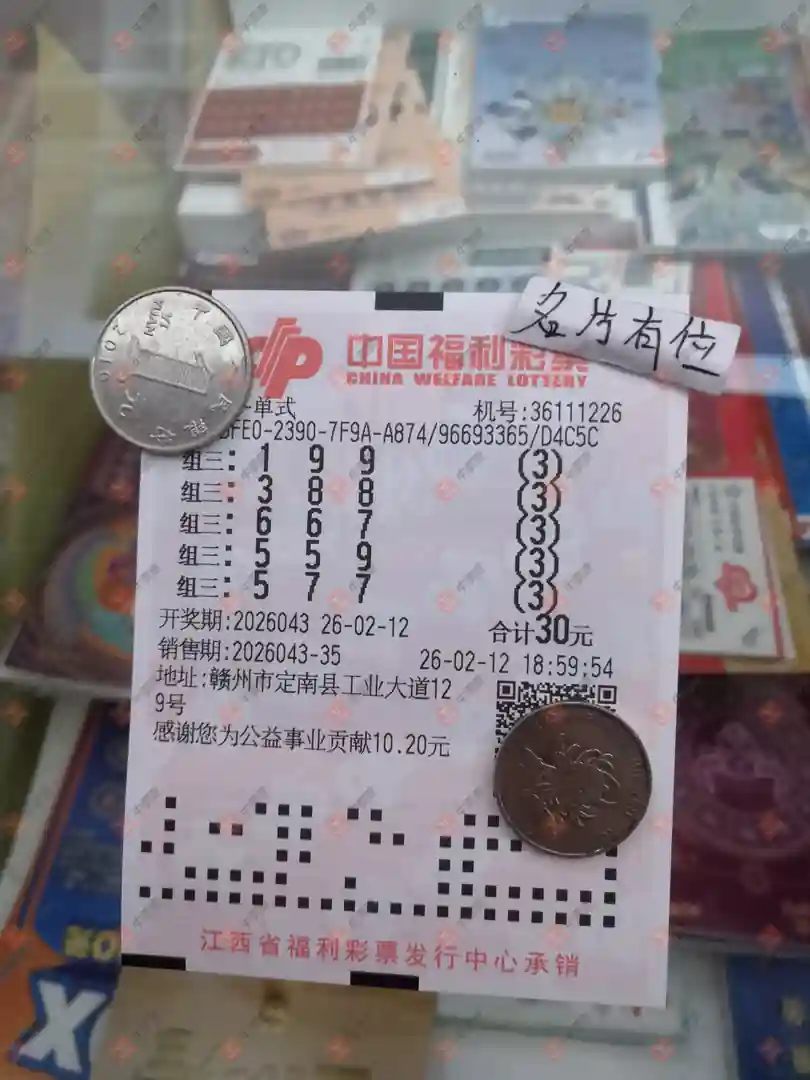 名片有位
中国福利彩票
CHINA WELFARE LOTTERY
-单式 机号:36111226
FE0-2390-7F9A-A874/96693365/D4C5C
组三: 1 9 9 (3)
组三: 3 8 8 (3)
组三: 6 6 7 (3)
组三: 5 5 9 (3)
组三: 5 7 7 (3)
开奖期:2026043 26-02-12 合计30元
销售期:2026043-35 26-02-12 18:59:54
地址:赣州市定南县工业大道12
9号
感谢您为公益事业贡献10.20元
江西省福利彩票发行中心承销
YI YUAN
2016